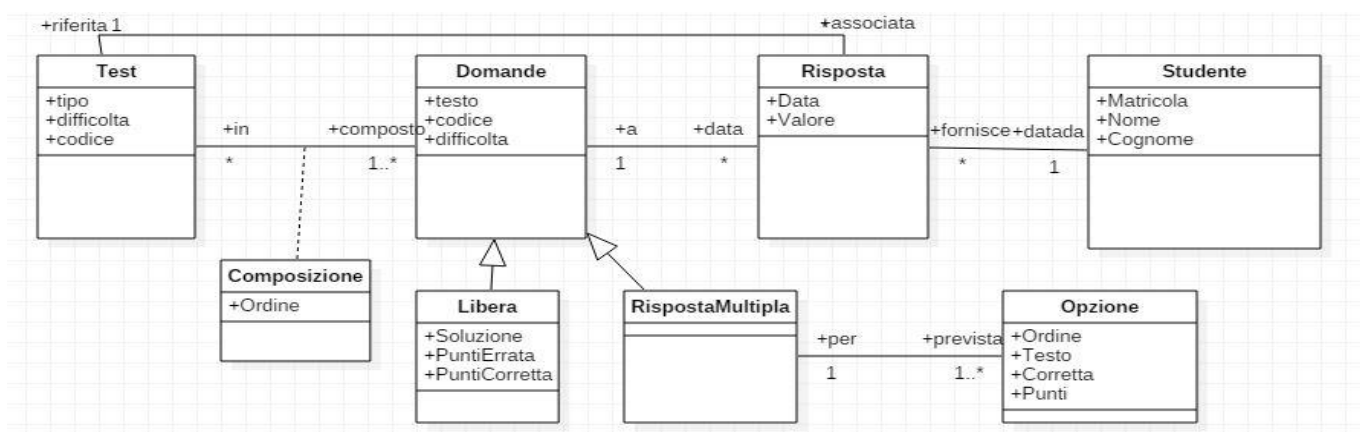 +riferita 1
+associata
Test
+tipo
+difficolta
+codice
+in
*
+composto
1..*
Domande
+testo
+codice
+difficolta
+a
1
+data
*
Risposta
+Data
+Valore
+fornisce
*
+datada
1
Studente
+Matricola
+Nome
+Cognome
Composizione
+Ordine
Libera
+Soluzione
+PuntiErrata
+PuntiCorretta
RispostaMultipla
+per
1
+prevista
1..*
Opzione
+Ordine
+Testo
+Corretta
+Punti